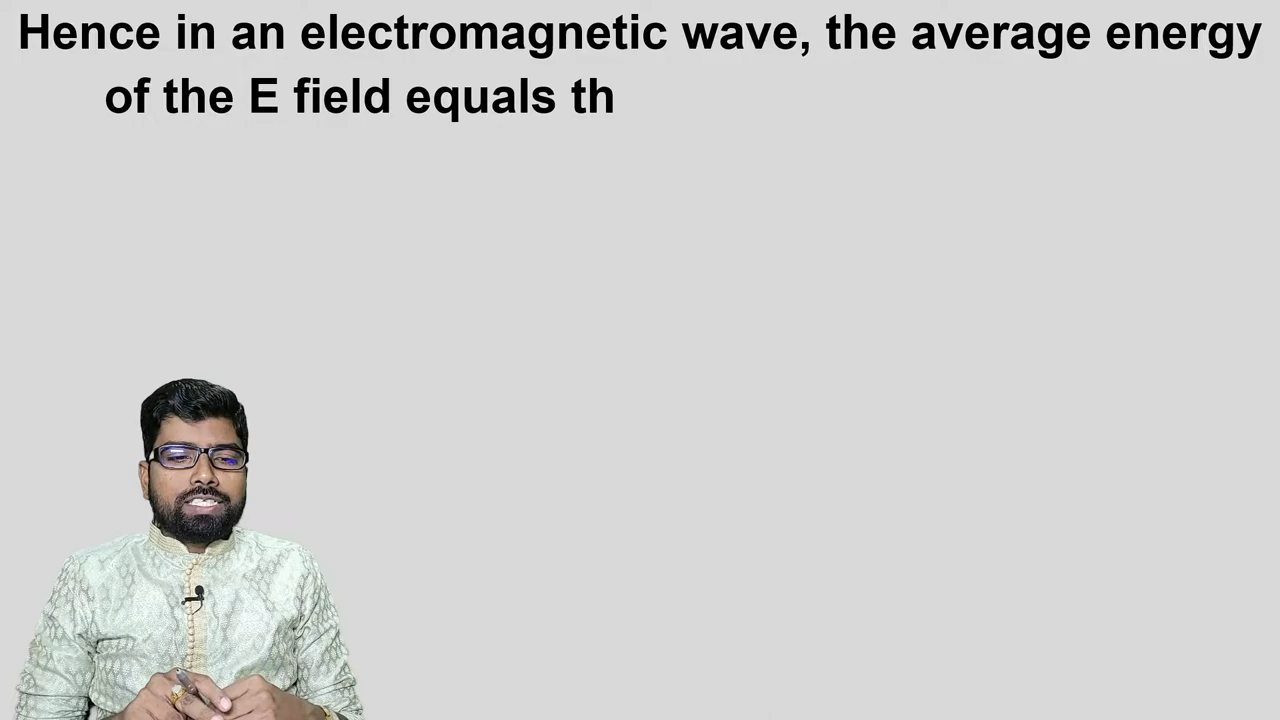 Hence in an electromagnetic wave, the average energy
of the E field equals th